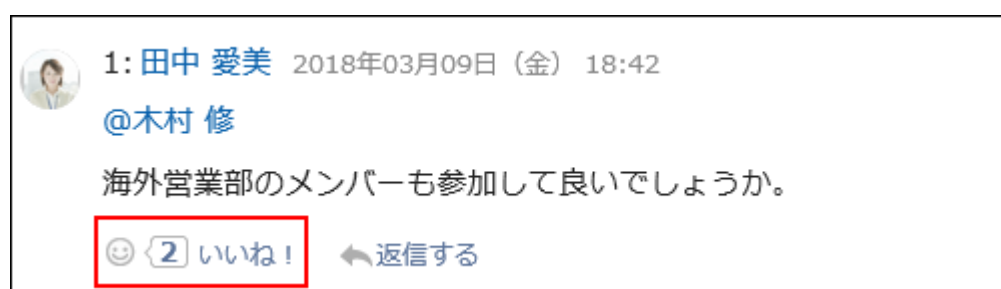 1: 田中 愛美 2018年03月09日（金） 18:42
@木村 修
海外営業部のメンバーも参加して良いでしょうか。
2 いいね！ 返信する